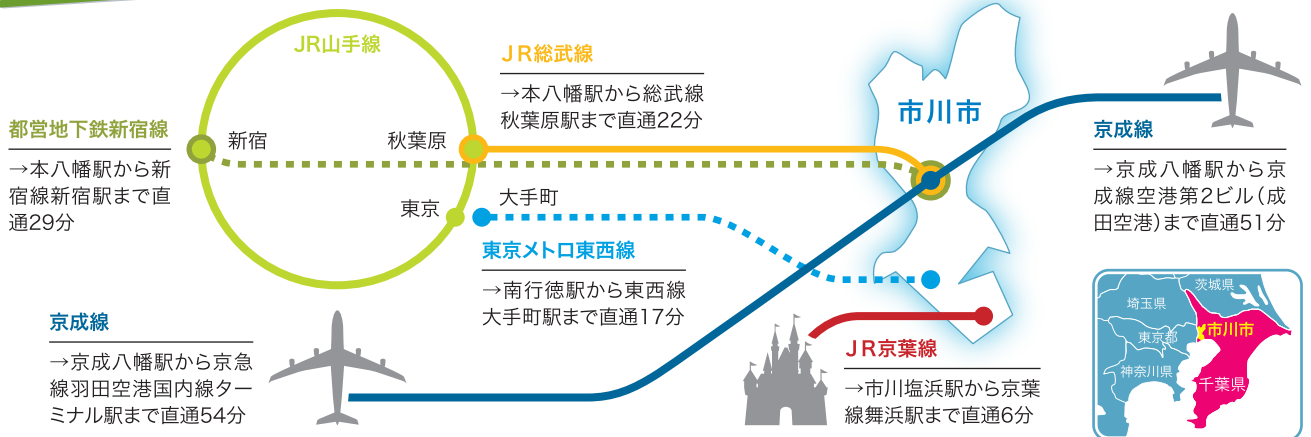 JR山手線
JR総武線
→本八幡駅から総武線
秋葉原駅まで直通22分
市川市
都営地下鉄新宿線
→本八幡駅から新
宿線新宿駅まで直
通29分
新宿
秋葉原
東京
大手町
東京メトロ東西線
→南行徳駅から東西線
大手町駅まで直通17分
京成線
→京成八幡駅から京
成線空港第2ビル(成
田空港)まで直通51分
京成線
→京成八幡駅から京急
線羽田空港国内線ター
ミナル駅まで直通54分
JR京葉線
→市川塩浜駅から京葉
線舞浜駅まで直通6分
茨城県
埼玉県
市川市
東京都
神奈川県
千葉県